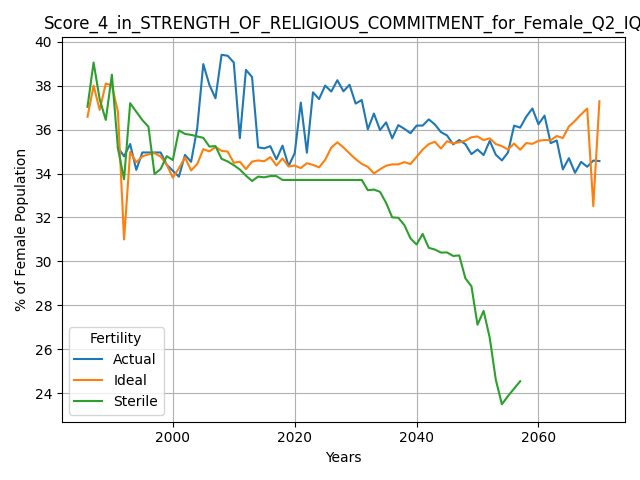 Score_4_in_STRENGTH_OF_RELIGIOUS_COMMITMENT_for_Female_Q2_IQ
40
38
36
34
32
30
28
26
24
% of Female Population
Fertility
Actual
Ideal
Sterile
2000 2020 2040 2060
Years